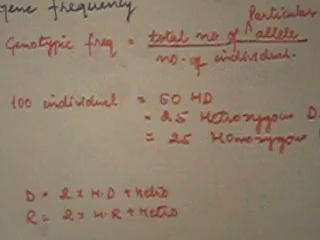 Gene frequency
Particular
Genotypic freq = total no of ^ allele
no. of individual.
100 individual = 50 HD
= 25 Hetrozygous D.
= 25 Homozygous
D = 2 x H.D + Hetro
R = 2 x H.R + Hetro